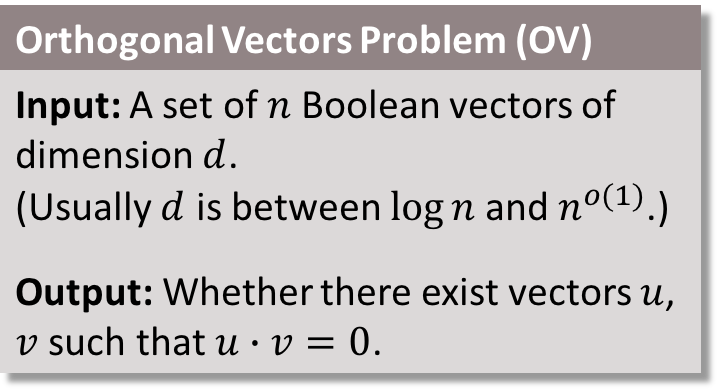 Orthogonal Vectors Problem (OV)
Input: A set of n Boolean vectors of
dimension d.
(Usually d is between log n and n^{o(1)}.)
Output: Whether there exist vectors u,
v such that u · v = 0.